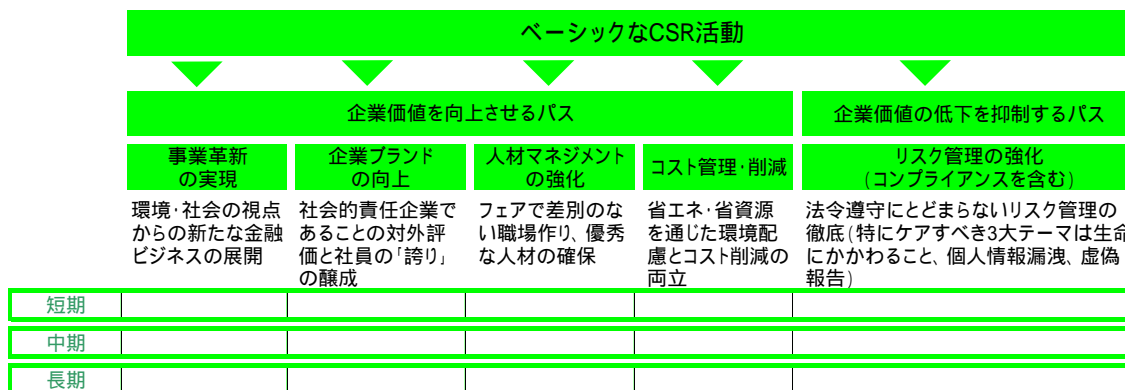 ベーシックなCSR活動
企業価値を向上させるパス
企業価値の低下を抑制するパス
事業革新
の実現
企業ブランド
の向上
人材マネジメント
の強化
コスト管理・削減
リスク管理の強化
(コンプライアンスを含む)
環境・社会の視点
からの新たな金融
ビジネスの展開
社会的責任企業で
あることの対外評
価と社員の「誇り」
の醸成
フェアで差別のな
い職場作り、優秀
な人材の確保
省エネ・省資源
を通じた環境配
慮とコスト削減の
両立
法令遵守にとどまらないリスク管理の
徹底(特にケアすべき3大テーマは生命
にかかわること、個人情報漏洩、虚偽
報告)
短期
中期
長期